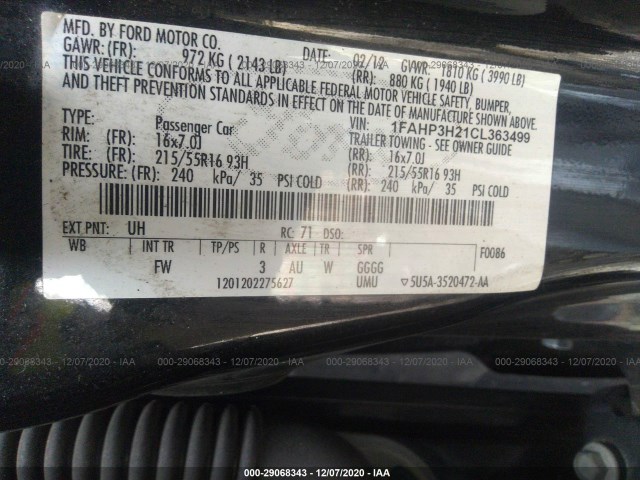 MFD. BY FORD MOTOR CO.
DATE: 02/12 GVWR: 1810 KG ( 3990 LB)
GAWR: (FR): 972 KG ( 2143 LB) (RR): 880 KG ( 1940 LB)
THIS VEHICLE CONFORMS TO ALL APPLICABLE FEDERAL MOTOR VEHICLE SAFETY, BUMPER,
AND THEFT PREVENTION STANDARDS IN EFFECT ON THE DATE OF MANUFACTURE SHOWN ABOVE.
VIN: 1FAHP3H21CL363499
TYPE: Passenger Car TRAILER TOWING - SEE OWNER GUIDE
RIM: (FR): 16x7.0J (RR): 16x7.0J
TIRE: (FR): 215/55R16 93H (RR): 215/55R16 93H
PRESSURE: (FR): 240 kPa/ 35 PSI COLD (RR): 240 kPa/ 35 PSI COLD
EXT PNT: UH RC: 71 DSO: F0086
WB INT TR TP/PS R AXLE TR SPR
FW 3 AU W GGGG
1201202275627 UMU ▽5U5A-3520472-AA
000-29068343 - 12/07/2020 - IAA